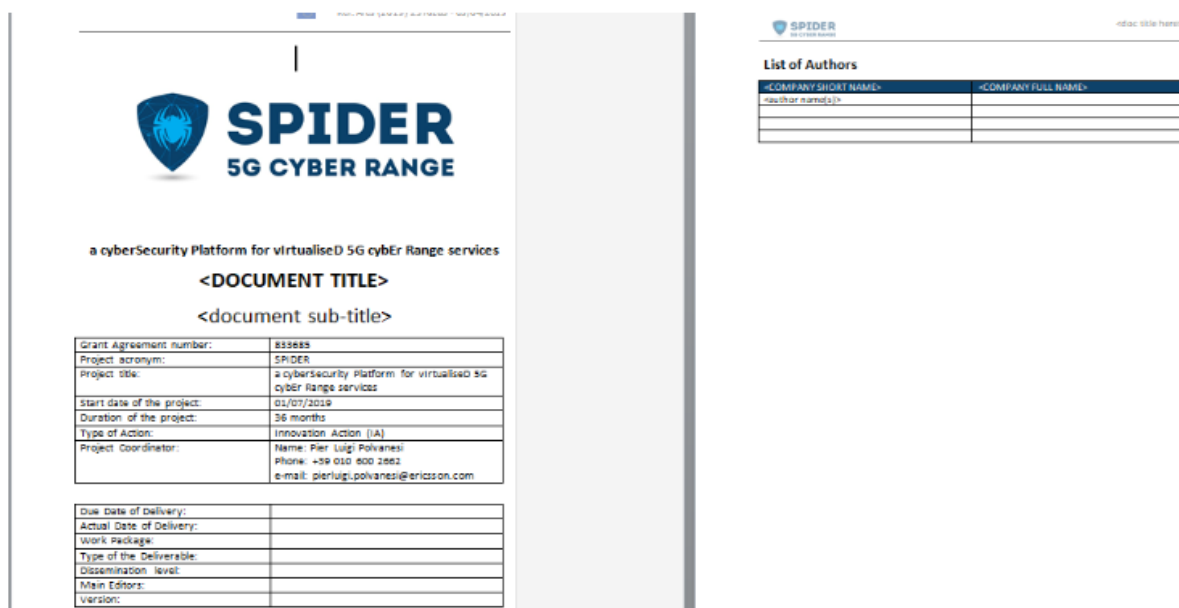 SPIDER
5G CYBER RANGE
a cyberSecurity Platform for vIrtualiseD 5G cybEr Range services
<DOCUMENT TITLE>
<document sub-title>
Grant Agreement number: 833685
Project acronym: SPIDER
Project title: a cyberSecurity Platform for virtualiseD 5G
cybEr Range services
Start date of the project: 01/07/2019
Duration of the project: 36 months
Type of Action: Innovation Action (IA)
Project Coordinator: Name: Pier Luigi Polvanesi
Phone: +39 010 600 2662
e-mail: pierluigi.polvanesi@ericsson.com
Due Date of Delivery:
Actual Date of Delivery:
Work Package:
Type of the Deliverable:
Dissemination level:
Main Editors:
Version:
SPIDER
5G CYBER RANGE
<doc title here
List of Authors
<COMPANY SHORT NAME> <COMPANY FULL NAME>
<author name(s)>